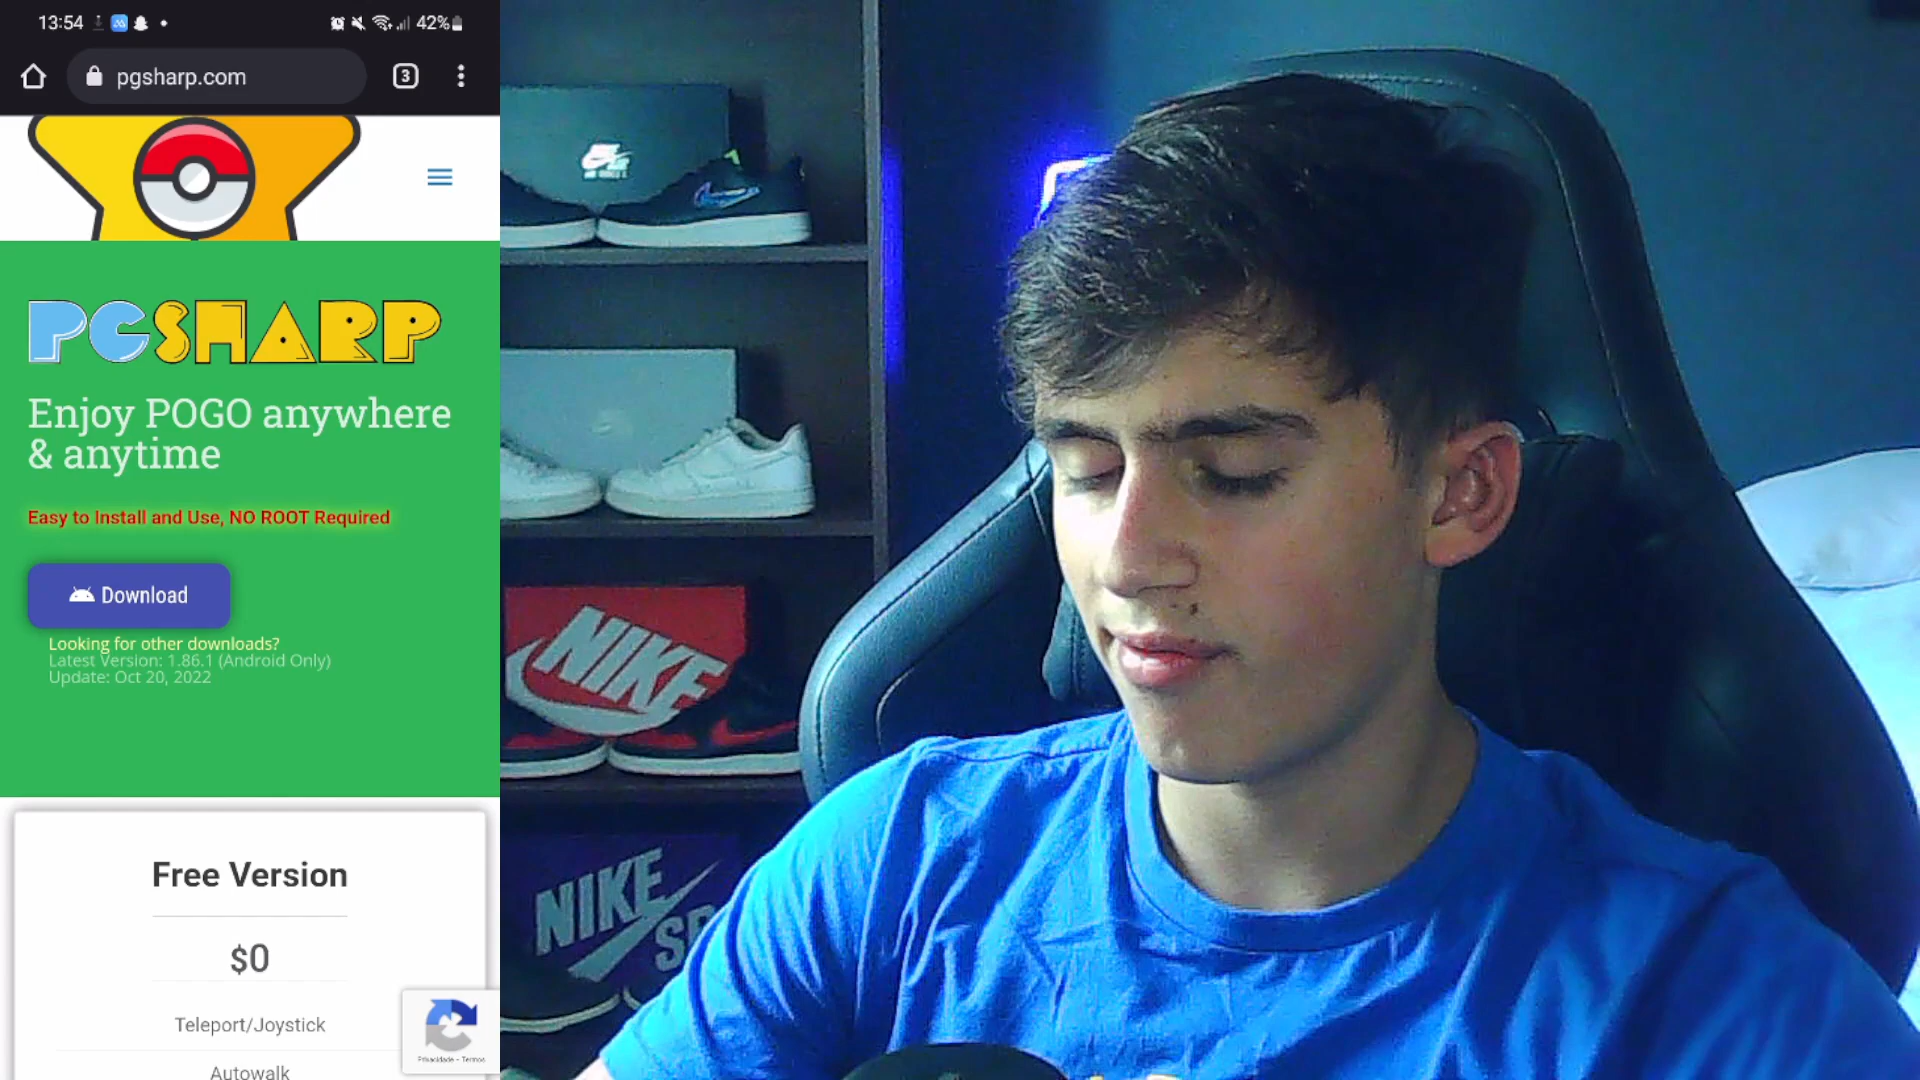 13:54
42%
pgsharp.com
3
PGSHARP
Enjoy POGO anywhere
& anytime
Easy to Install and Use, NO ROOT Required
Download
Looking for other downloads?
Latest Version: 1.86.1 (Android Only)
Update: Oct 20, 2022
Free Version
$0
Teleport/Joystick
Privacidade - Termos
Autowalk
NIKE
NIKE